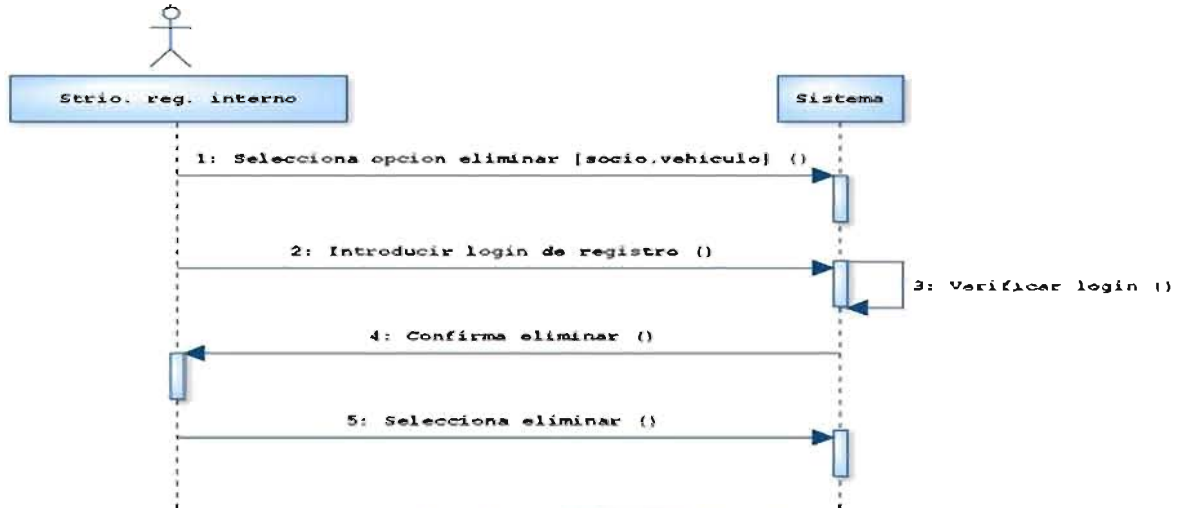 Strio. reg. interno
Sistema
1: Selecciona opcion eliminar [socio,vehiculo] ()
2: Introducir login de registro ()
3: Verificar login ()
4: Confirma eliminar ()
5: Selecciona eliminar ()